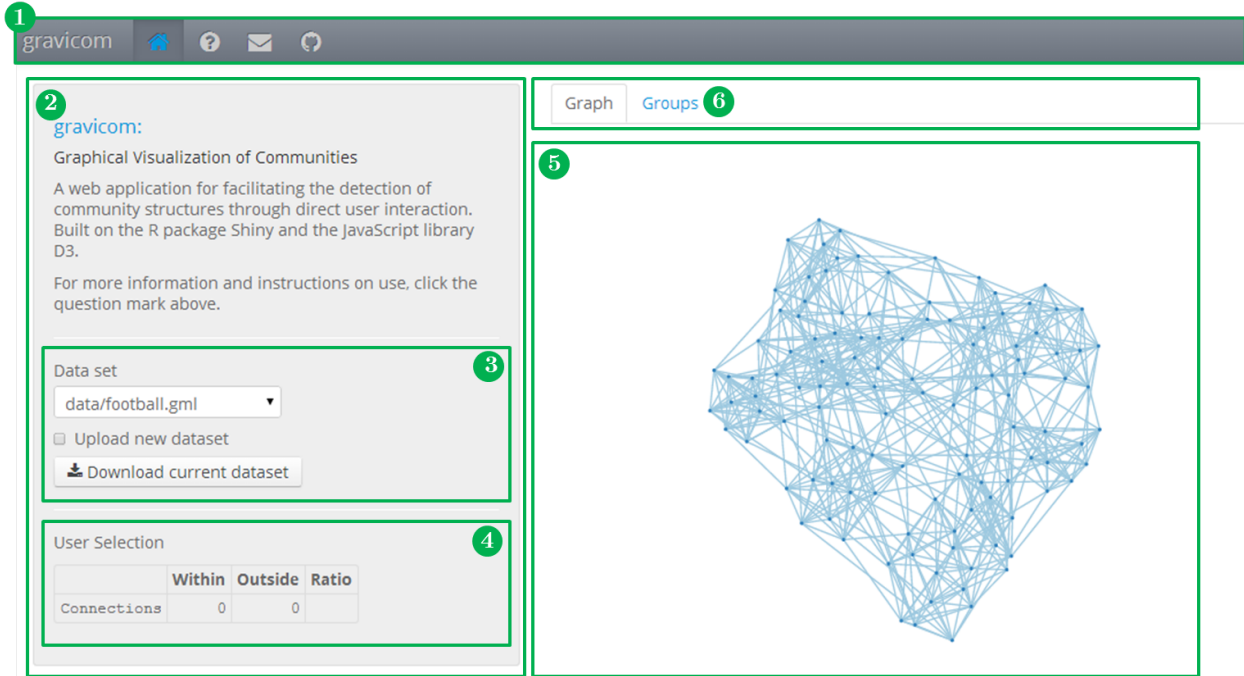 1
gravicom
2
gravicom:
Graphical Visualization of Communities
A web application for facilitating the detection of
community structures through direct user interaction.
Built on the R package Shiny and the JavaScript library
D3.
For more information and instructions on use, click the
question mark above.
3
Data set
data/football.gml
Upload new dataset
Download current dataset
4
User Selection
Within Outside Ratio
Connections 0 0
Graph Groups 6
5